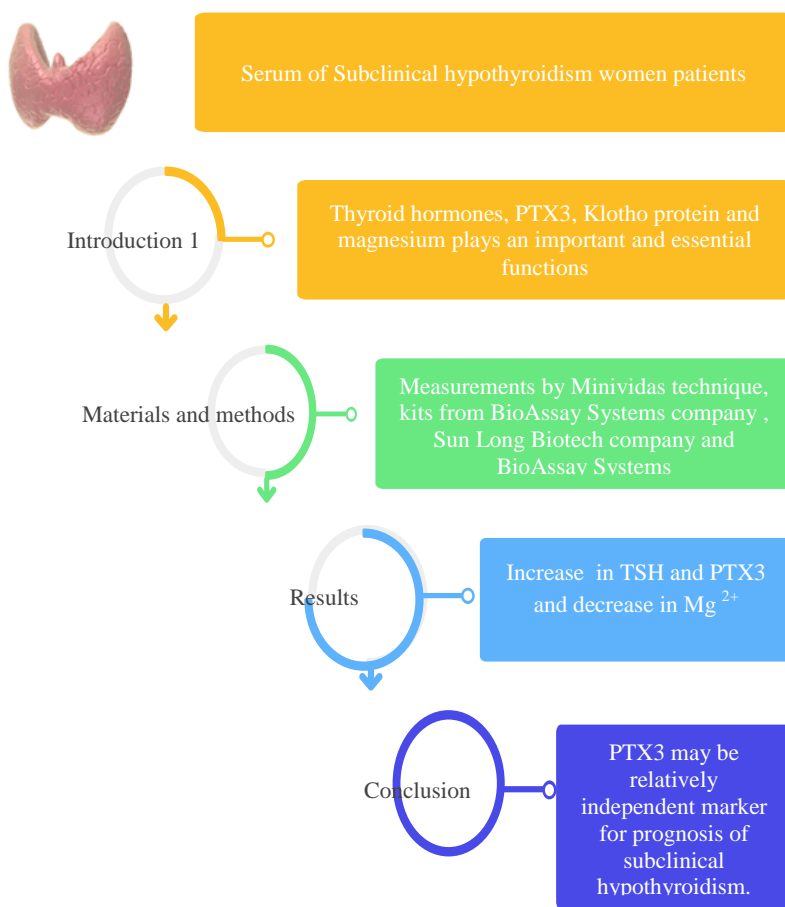 Serum of Subclinical hypothyroidism women patients
Introduction 1
Thyroid hormones, PTX3, Klotho protein and
magnesium plays an important and essential
functions
Materials and methods
Measurements by Minividas technique,
kits from BioAssay Systems company ,
Sun Long Biotech company and
BioAssay Systems
Results
Increase in TSH and PTX3
and decrease in Mg 2+
Conclusion
PTX3 may be
relatively
independent marker
for prognosis of
subclinical
hypothyroidism.